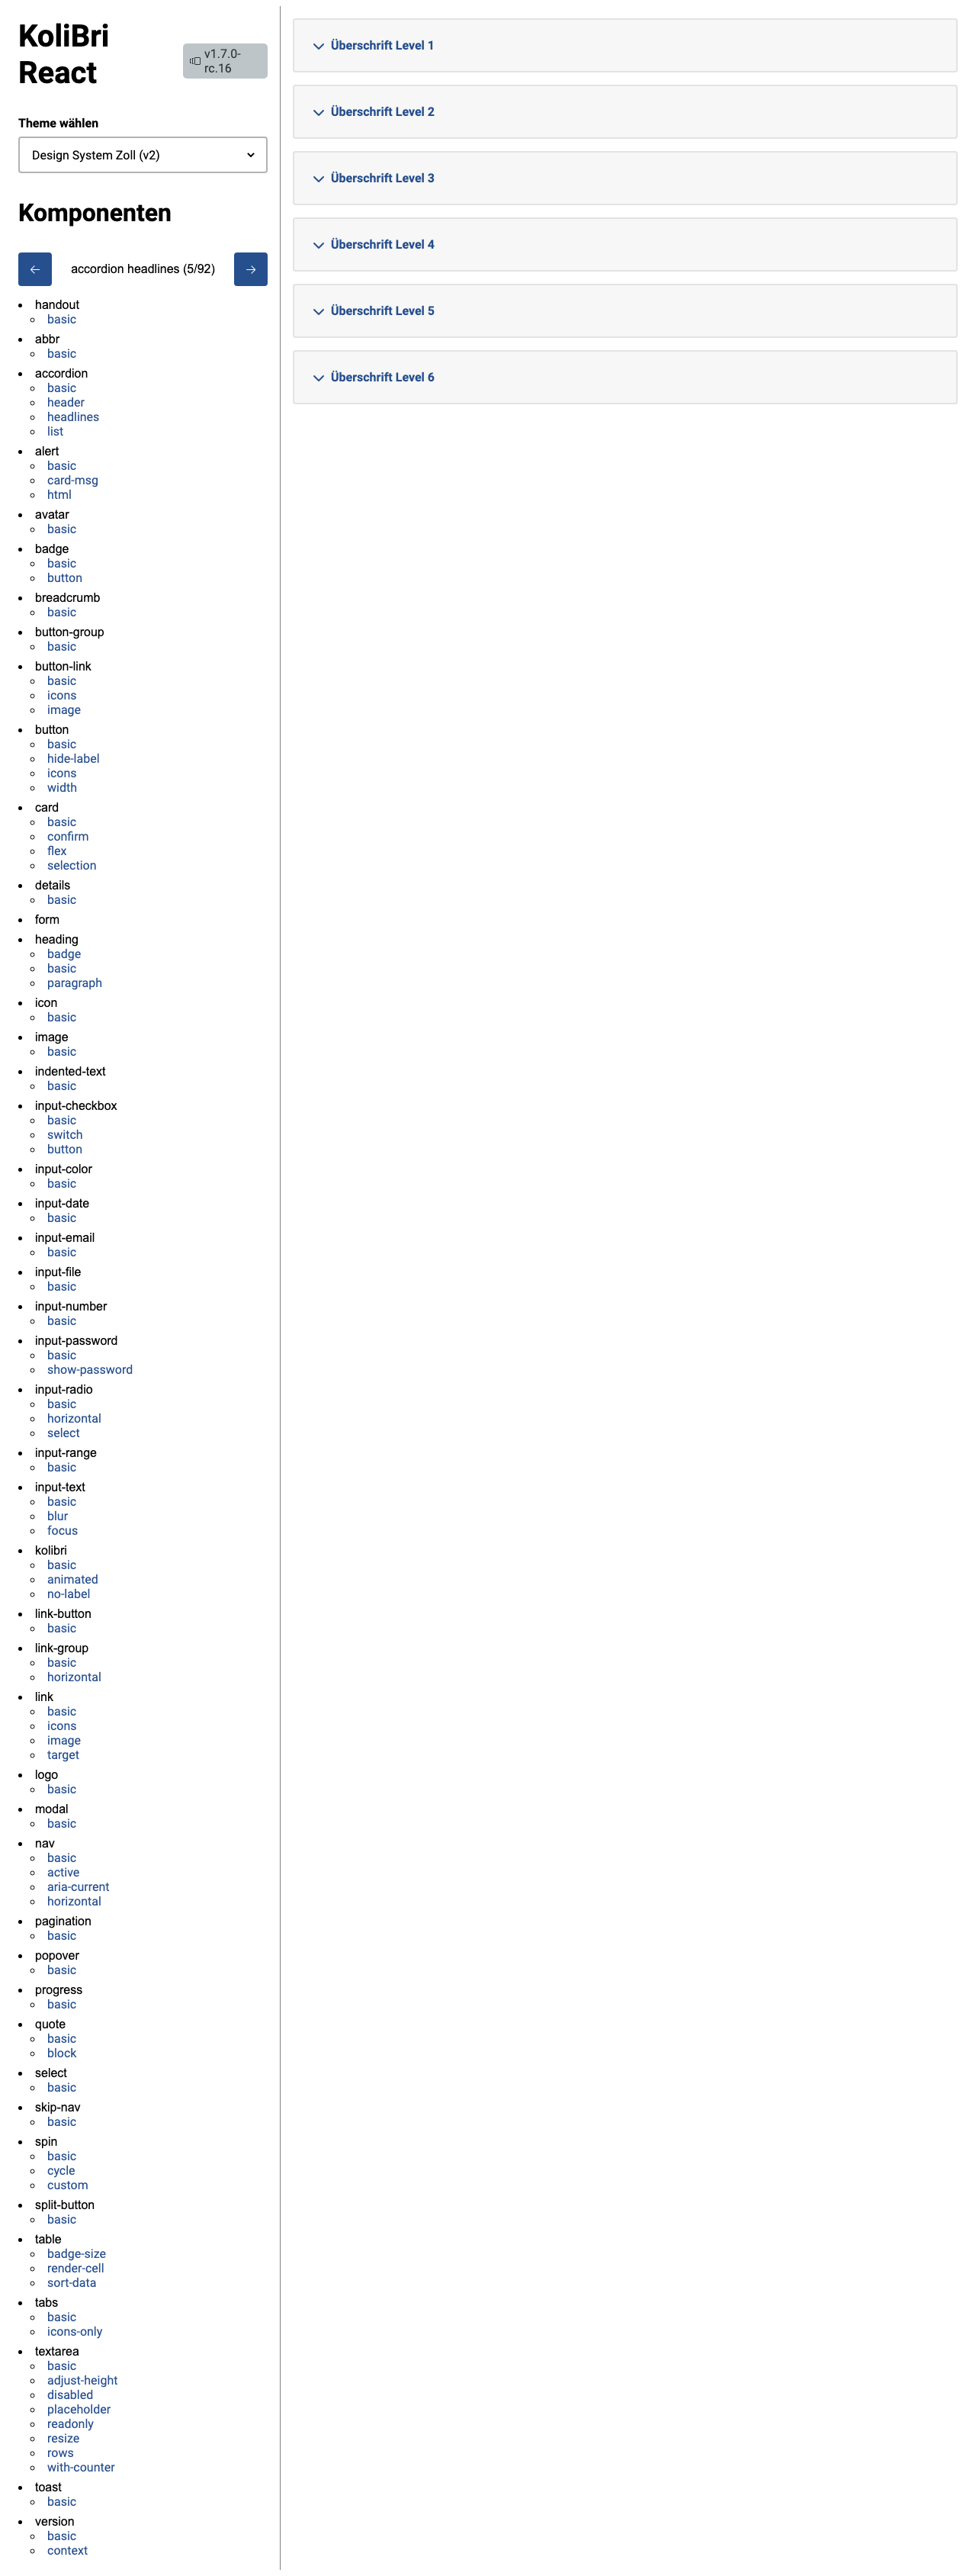 KoliBri
React
v1.7.0-
rc.16
Theme wählen
Design System Zoll (v2)
Komponenten
accordion headlines (5/92)
handout
basic
abbr
basic
accordion
basic
header
headlines
list
alert
basic
card-msg
html
avatar
basic
badge
basic
button
breadcrumb
basic
button-group
basic
button-link
basic
icons
image
button
basic
hide-label
icons
width
card
basic
confirm
flex
selection
details
basic
form
heading
badge
basic
paragraph
icon
basic
image
basic
indented-text
basic
input-checkbox
basic
switch
button
input-color
basic
input-date
basic
input-email
basic
input-file
basic
input-number
basic
input-password
basic
show-password
input-radio
basic
horizontal
select
input-range
basic
input-text
basic
blur
focus
kolibri
basic
animated
no-label
link-button
basic
link-group
basic
horizontal
link
basic
icons
image
target
logo
basic
modal
basic
nav
basic
active
aria-current
horizontal
pagination
basic
popover
basic
progress
basic
quote
basic
block
select
basic
skip-nav
basic
spin
basic
cycle
custom
split-button
basic
table
badge-size
render-cell
sort-data
tabs
basic
icons-only
textarea
basic
adjust-height
disabled
placeholder
readonly
resize
rows
with-counter
toast
basic
version
basic
context
Überschrift Level 1
Überschrift Level 2
Überschrift Level 3
Überschrift Level 4
Überschrift Level 5
Überschrift Level 6